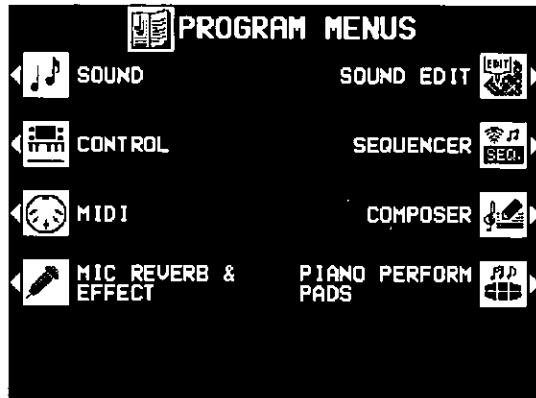 PROGRAM MENUS
SOUND
SOUND EDIT
EDIT
CONTROL
SEQUENCER
SEQ.
MIDI
COMPOSER
MIC REVERB &
EFFECT
PIANO PERFORM
PADS